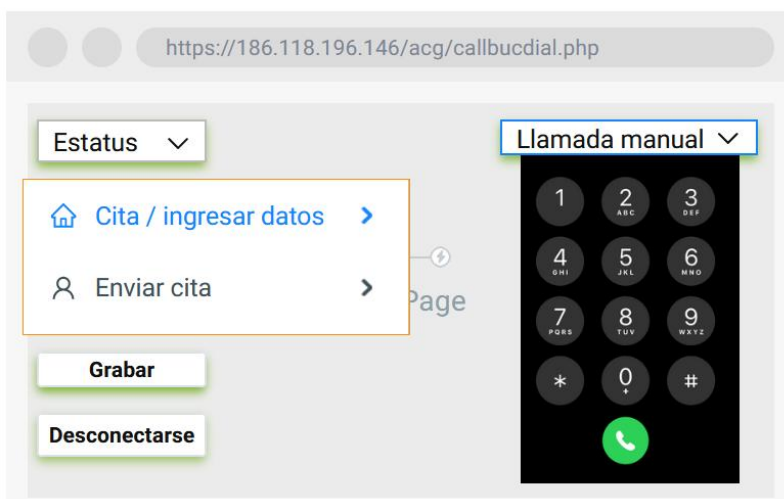 https://186.118.196.146/acg/callbucdial.php
Estatus
Llamada manual
Cita / ingresar datos
Enviar cita
Page
Grabar
Desconectarse
1 2 3
ABC DEF
4 5 6
GHI JKL MNO
7 8 9
PQRS TUV WXYZ
* 0 #
+